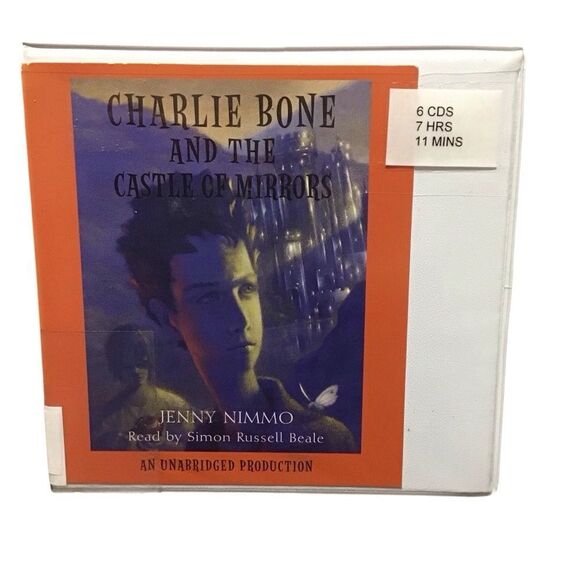 CHARLIE BONE
AND THE
CASTLE OF MIRRORS
6 CDS
7 HRS
11 MINS
JENNY NIMMO
Read by Simon Russell Beale
AN UNABRIDGED PRODUCTION